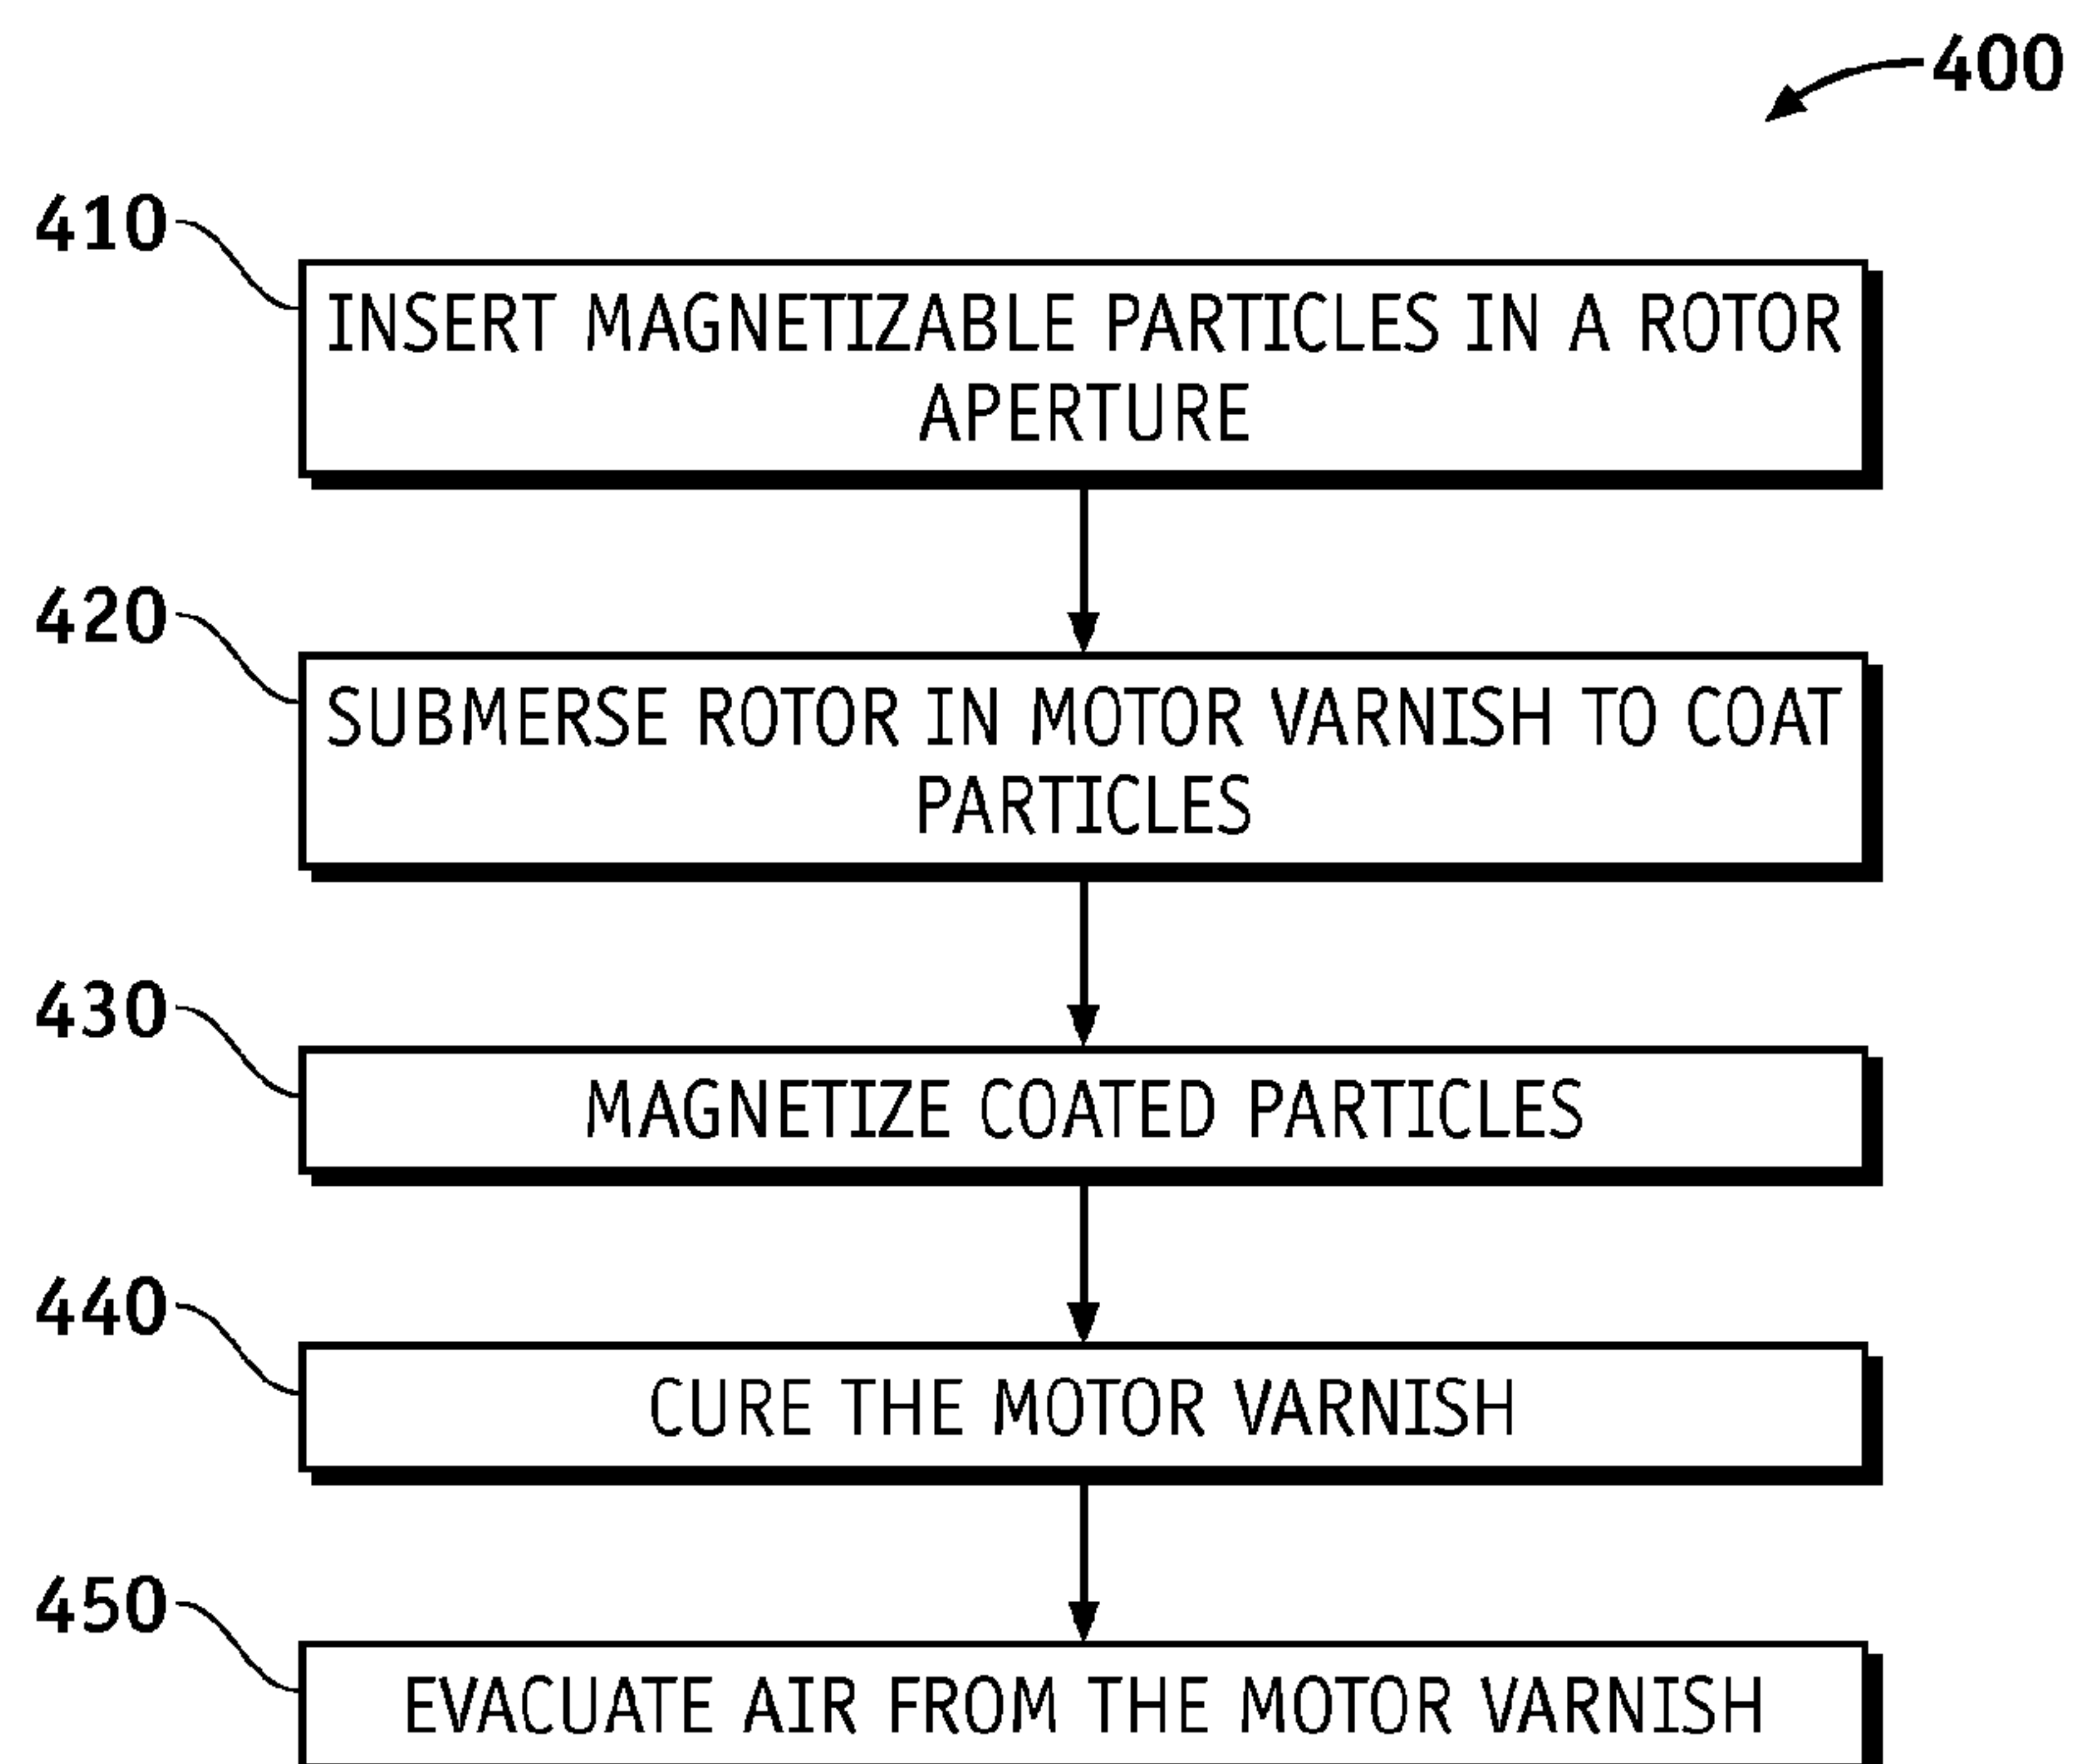 400
410
INSERT MAGNETIZABLE PARTICLES IN A ROTOR
APERTURE
420
SUBMERSE ROTOR IN MOTOR VARNISH TO COAT
PARTICLES
430
MAGNETIZE COATED PARTICLES
440
CURE THE MOTOR VARNISH
450
EVACUATE AIR FROM THE MOTOR VARNISH